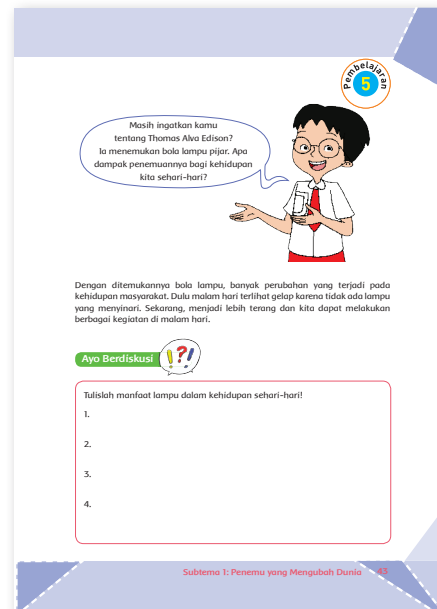 Pembelajaran
5
Masih ingatkan kamu
tentang Thomas Alva Edison?
Ia menemukan bola lampu pijar. Apa
dampak penemuannya bagi kehidupan
kita sehari-hari?
Dengan ditemukannya bola lampu, banyak perubahan yang terjadi pada
kehidupan masyarakat. Dulu malam hari terlihat gelap karena tidak ada lampu
yang menyinari. Sekarang, menjadi lebih terang dan kita dapat melakukan
berbagai kegiatan di malam hari.
Ayo Berdiskusi
!?!
Tulislah manfaat lampu dalam kehidupan sehari-hari!
1.
2.
3.
4.
Subtema 1: Penemu yang Mengubah Dunia 43